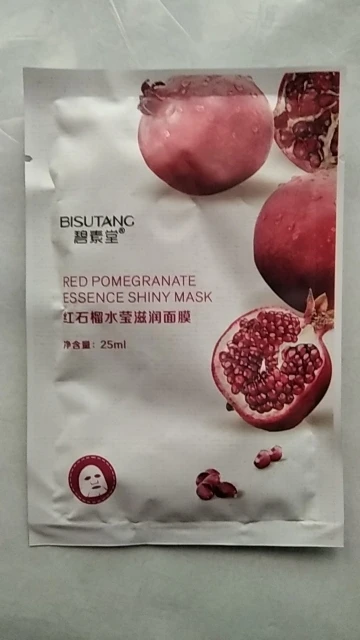 BISUTANG
碧素堂®
RED POMEGRANATE
ESSENCE SHINY MASK
红石榴水莹滋润面膜
净含量：25ml